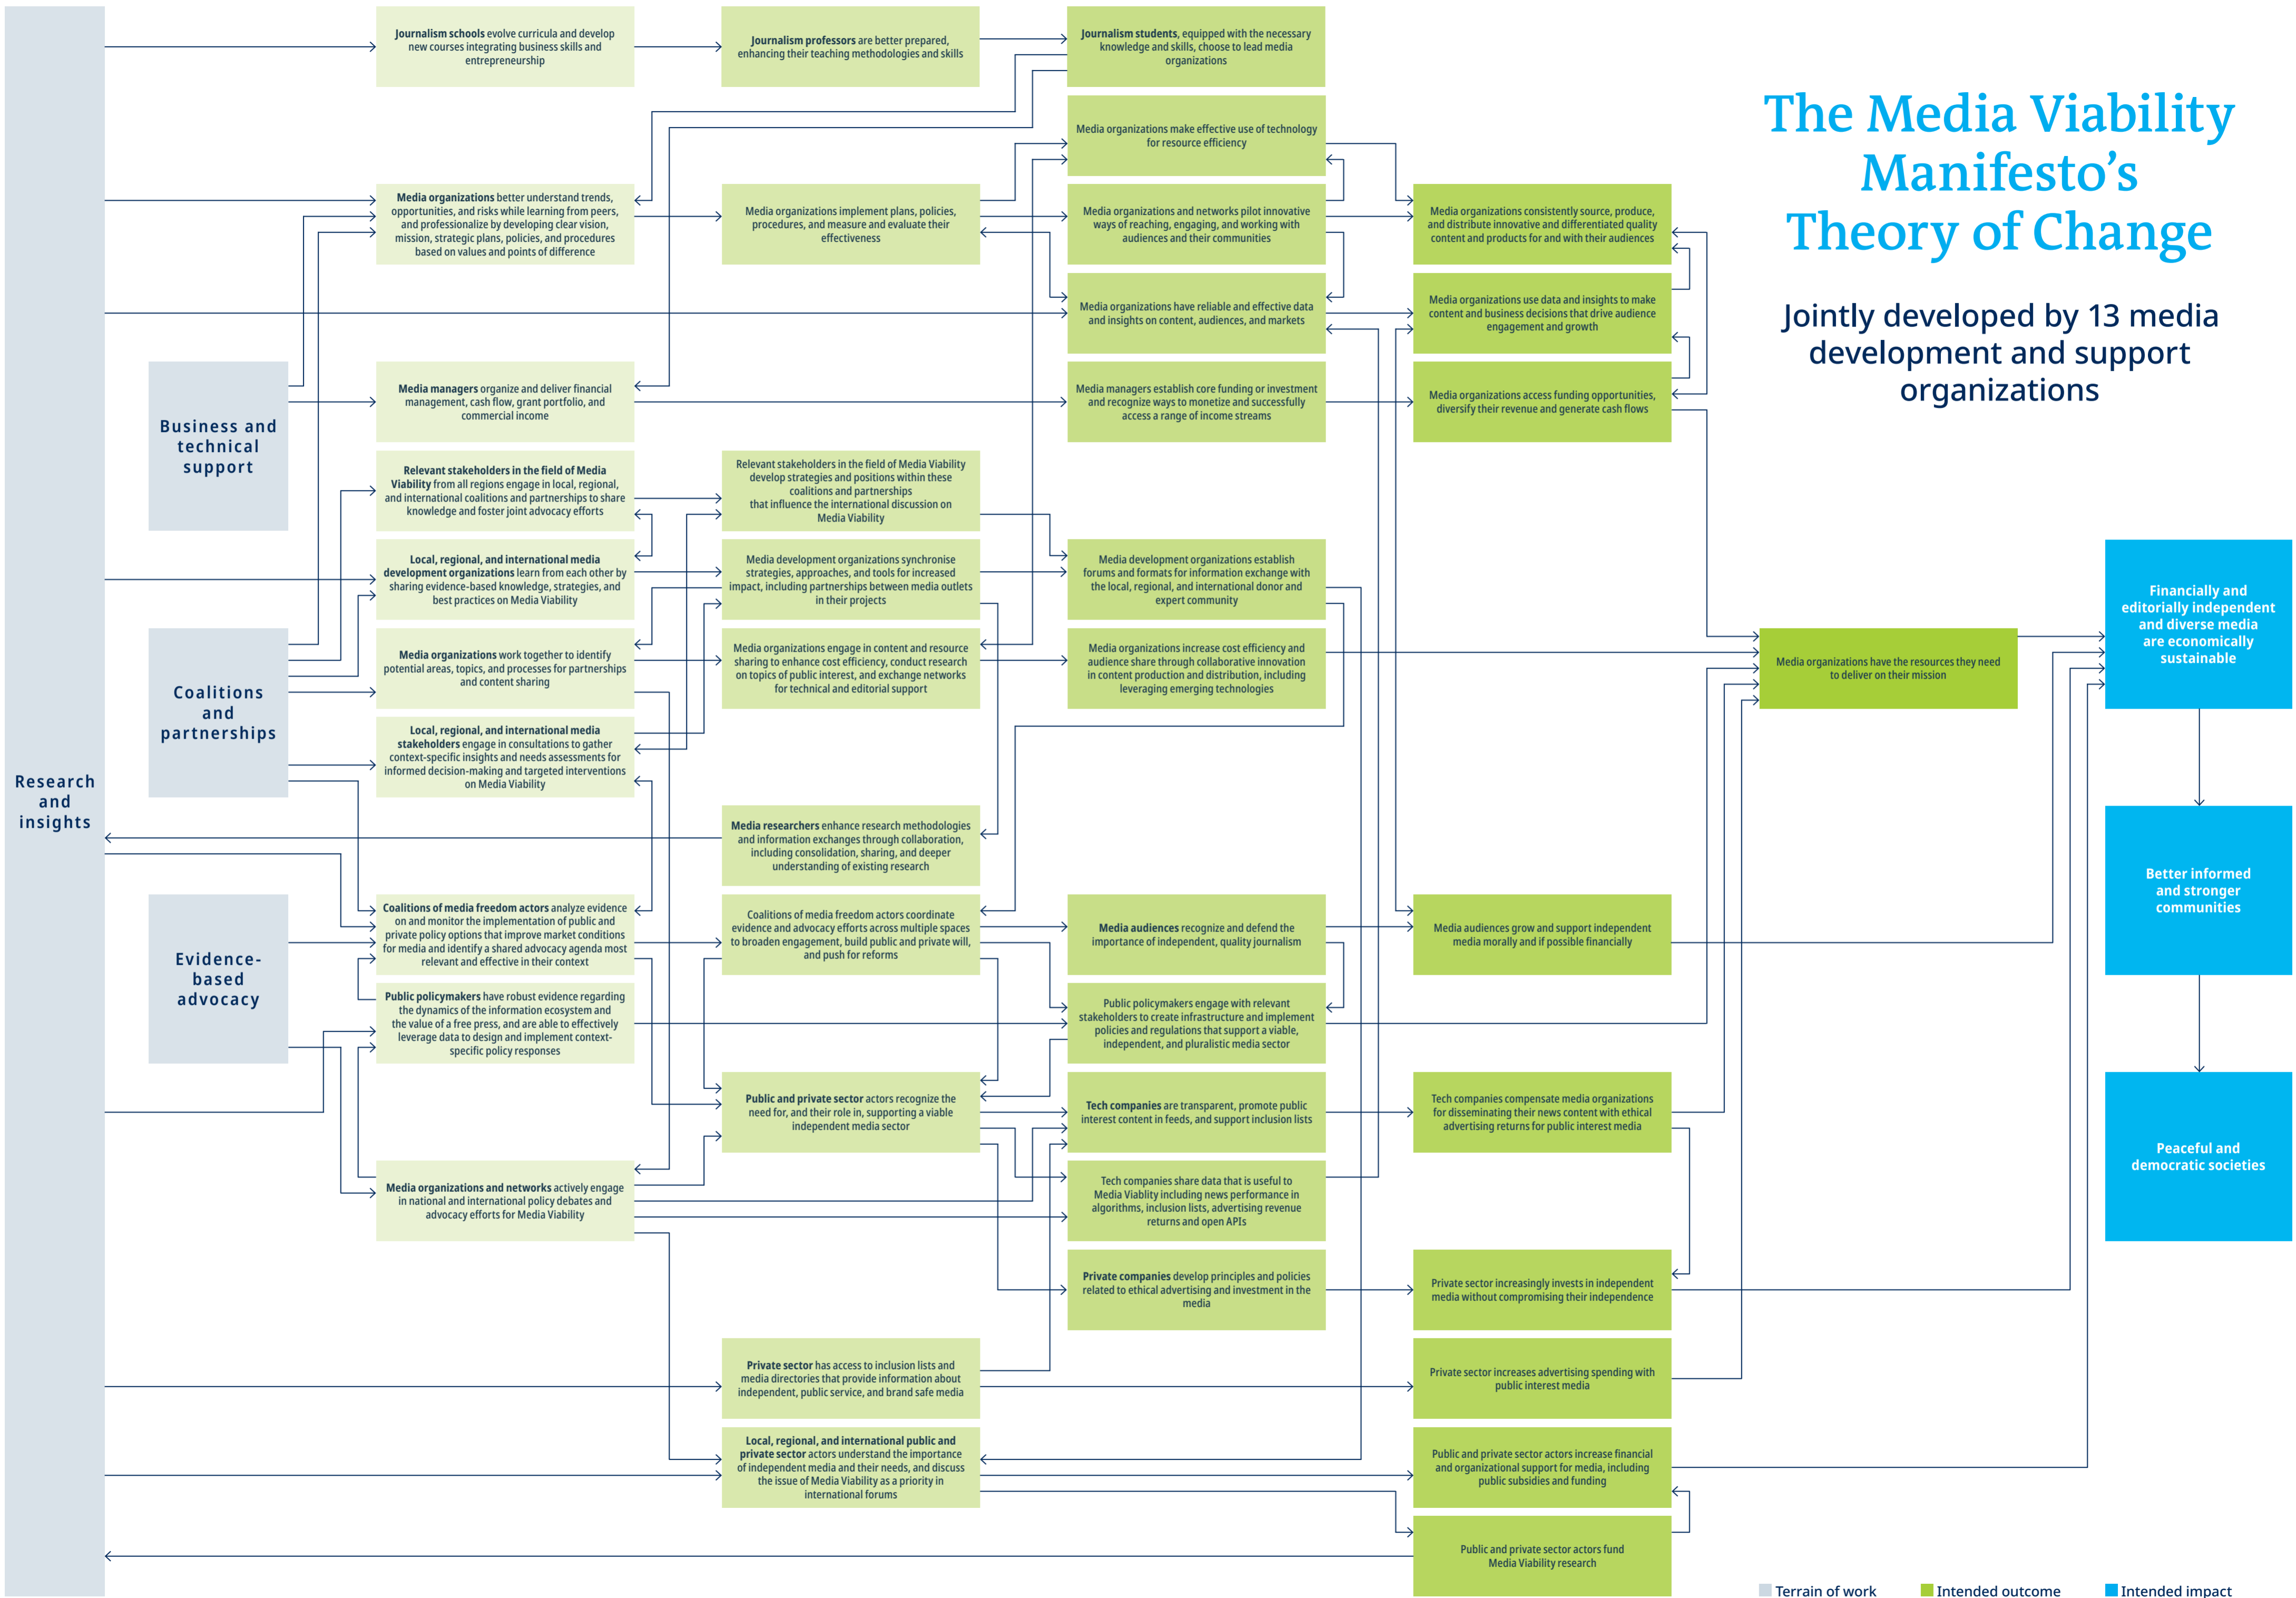 The Media Viability
Manifesto's
Theory of Change
Jointly developed by 13 media
development and support
organizations
Research
and
insights
Business and
technical
support
Coalitions
and
partnerships
Evidence-
based
advocacy
Journalism schools evolve curricula and develop
new courses integrating business skills and
entrepreneurship
Media organizations better understand trends,
opportunities, and risks while learning from peers,
and professionalize by developing clear vision,
mission, strategic plans, policies, and procedures
based on values and points of difference
Media managers organize and deliver financial
management, cash flow, grant portfolio, and
commercial income
Relevant stakeholders in the field of Media
Viability from all regions engage in local, regional,
and international coalitions and partnerships to share
knowledge and foster joint advocacy efforts
Local, regional, and international media
development organizations learn from each other by
sharing evidence-based knowledge, strategies, and
best practices on Media Viability
Media organizations work together to identify
potential areas, topics, and processes for partnerships
and content sharing
Local, regional, and international media
stakeholders engage in consultations to gather
context-specific insights and needs assessments for
informed decision-making and targeted interventions
on Media Viability
Coalitions of media freedom actors analyze evidence
on and monitor the implementation of public and
private policy options that improve market conditions
for media and identify a shared advocacy agenda most
relevant and effective in their context
Public policymakers have robust evidence regarding
the dynamics of the information ecosystem and
the value of a free press, and are able to effectively
leverage data to design and implement context-
specific policy responses
Media organizations and networks actively engage
in national and international policy debates and
advocacy efforts for Media Viability
Journalism professors are better prepared,
enhancing their teaching methodologies and skills
Media organizations implement plans, policies,
procedures, and measure and evaluate their
effectiveness
Relevant stakeholders in the field of Media Viability
develop strategies and positions within these
coalitions and partnerships
that influence the international discussion on
Media Viability
Media development organizations synchronise
strategies, approaches, and tools for increased
impact, including partnerships between media outlets
in their projects
Media organizations engage in content and resource
sharing to enhance cost efficiency, conduct research
on topics of public interest, and exchange networks
for technical and editorial support
Media researchers enhance research methodologies
and information exchanges through collaboration,
including consolidation, sharing, and deeper
understanding of existing research
Coalitions of media freedom actors coordinate
evidence and advocacy efforts across multiple spaces
to broaden engagement, build public and private will,
and push for reforms
Public and private sector actors recognize the
need for, and their role in, supporting a viable
independent media sector
Private sector has access to inclusion lists and
media directories that provide information about
independent, public service, and brand safe media
Local, regional, and international public and
private sector actors understand the importance
of independent media and their needs, and discuss
the issue of Media Viability as a priority in
international forums
Journalism students, equipped with the necessary
knowledge and skills, choose to lead media
organizations
Media organizations make effective use of technology
for resource efficiency
Media organizations and networks pilot innovative
ways of reaching, engaging, and working with
audiences and their communities
Media organizations have reliable and effective data
and insights on content, audiences, and markets
Media managers establish core funding or investment
and recognize ways to monetize and successfully
access a range of income streams
Media development organizations establish
forums and formats for information exchange with
the local, regional, and international donor and
expert community
Media organizations increase cost efficiency and
audience share through collaborative innovation
in content production and distribution, including
leveraging emerging technologies
Media audiences recognize and defend the
importance of independent, quality journalism
Public policymakers engage with relevant
stakeholders to create infrastructure and implement
policies and regulations that support a viable,
independent, and pluralistic media sector
Tech companies are transparent, promote public
interest content in feeds, and support inclusion lists
Tech companies share data that is useful to
Media Viablity including news performance in
algorithms, inclusion lists, advertising revenue
returns and open APIs
Private companies develop principles and policies
related to ethical advertising and investment in the
media
Media organizations consistently source, produce,
and distribute innovative and differentiated quality
content and products for and with their audiences
Media organizations use data and insights to make
content and business decisions that drive audience
engagement and growth
Media organizations access funding opportunities,
diversify their revenue and generate cash flows
Media audiences grow and support independent
media morally and if possible financially
Tech companies compensate media organizations
for disseminating their news content with ethical
advertising returns for public interest media
Private sector increasingly invests in independent
media without compromising their independence
Private sector increases advertising spending with
public interest media
Public and private sector actors increase financial
and organizational support for media, including
public subsidies and funding
Public and private sector actors fund
Media Viability research
Media organizations have the resources they need
to deliver on their mission
Financially and
editorially independent
and diverse media
are economically
sustainable
Better informed
and stronger
communities
Peaceful and
democratic societies
Terrain of work
Intended outcome
Intended impact